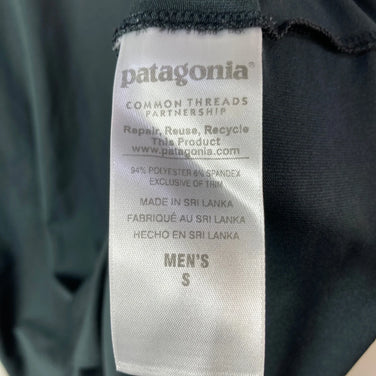 patagonia®
COMMON THREADS
PARTNERSHIP
Repair, Reuse, Recycle
This Product
www.patagonia.com
94% POLYESTER 6% SPANDEX
EXCLUSIVE OF TRIM
MADE IN SRI LANKA
FABRIQUÉ AU SRI LANKA
HECHO EN SRI LANKA
MEN'S
S